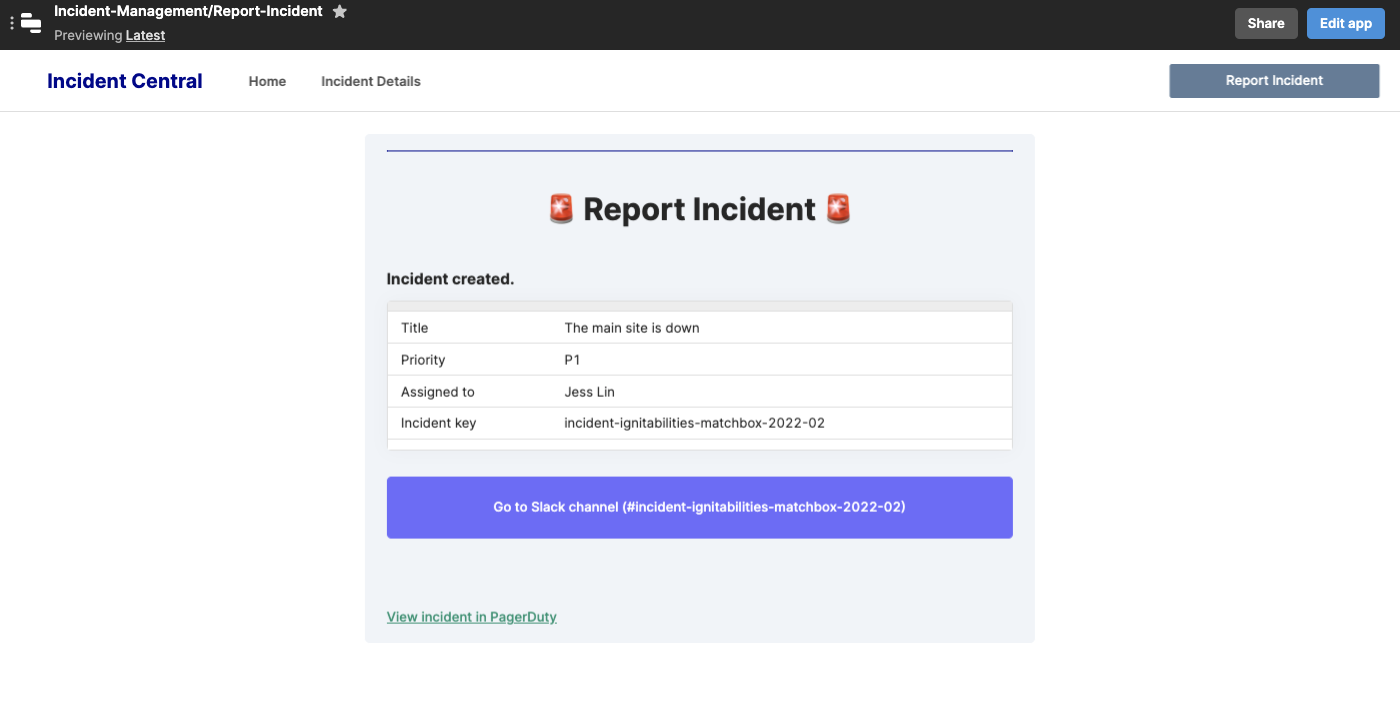 Incident-Management/Report-Incident
Previewing Latest
Share
Edit app
Incident Central
Home
Incident Details
Report Incident
🚨 Report Incident 🚨
Incident created.
Title The main site is down
Priority P1
Assigned to Jess Lin
Incident key incident-ignitabilities-matchbox-2022-02
Go to Slack channel (#incident-ignitabilities-matchbox-2022-02)
View incident in PagerDuty